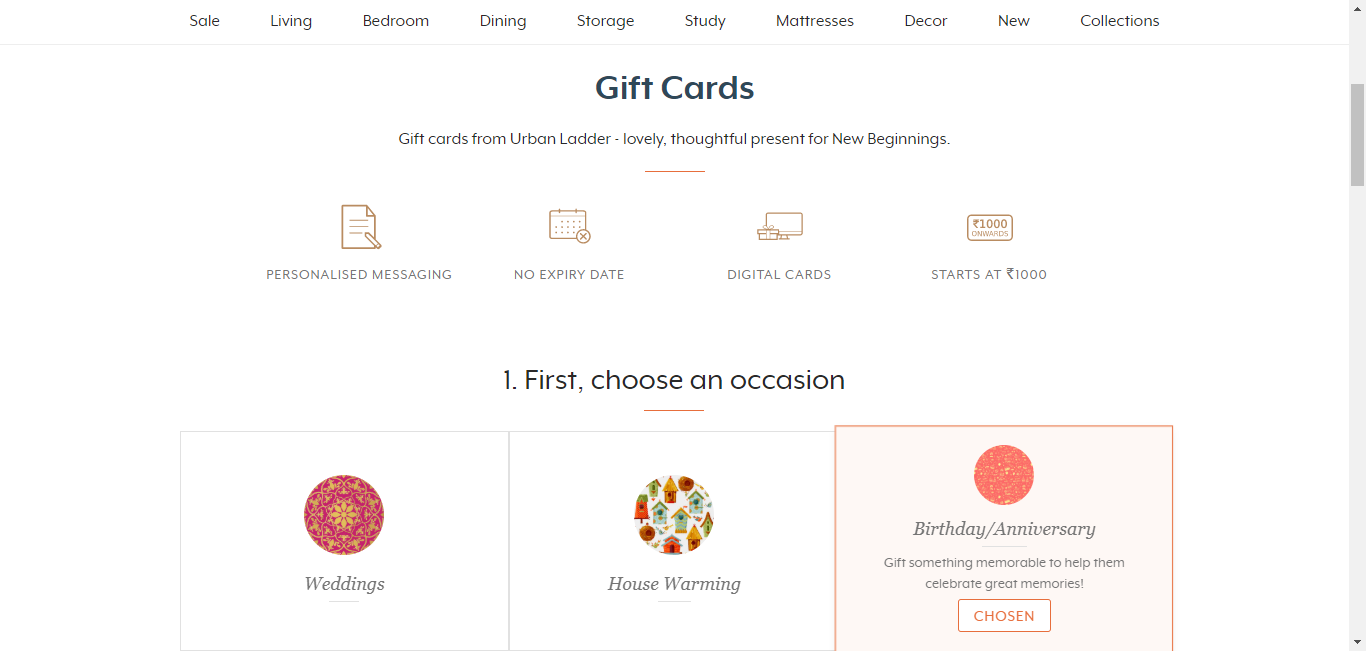 Sale Living Bedroom Dining Storage Study Mattresses Decor New Collections
Gift Cards
Gift cards from Urban Ladder - lovely, thoughtful present for New Beginnings.
₹1000
ONWARDS
PERSONALISED MESSAGING NO EXPIRY DATE DIGITAL CARDS STARTS AT ₹1000
1. First, choose an occasion
Weddings
House Warming
Birthday/Anniversary
Gift something memorable to help them
celebrate great memories!
CHOSEN